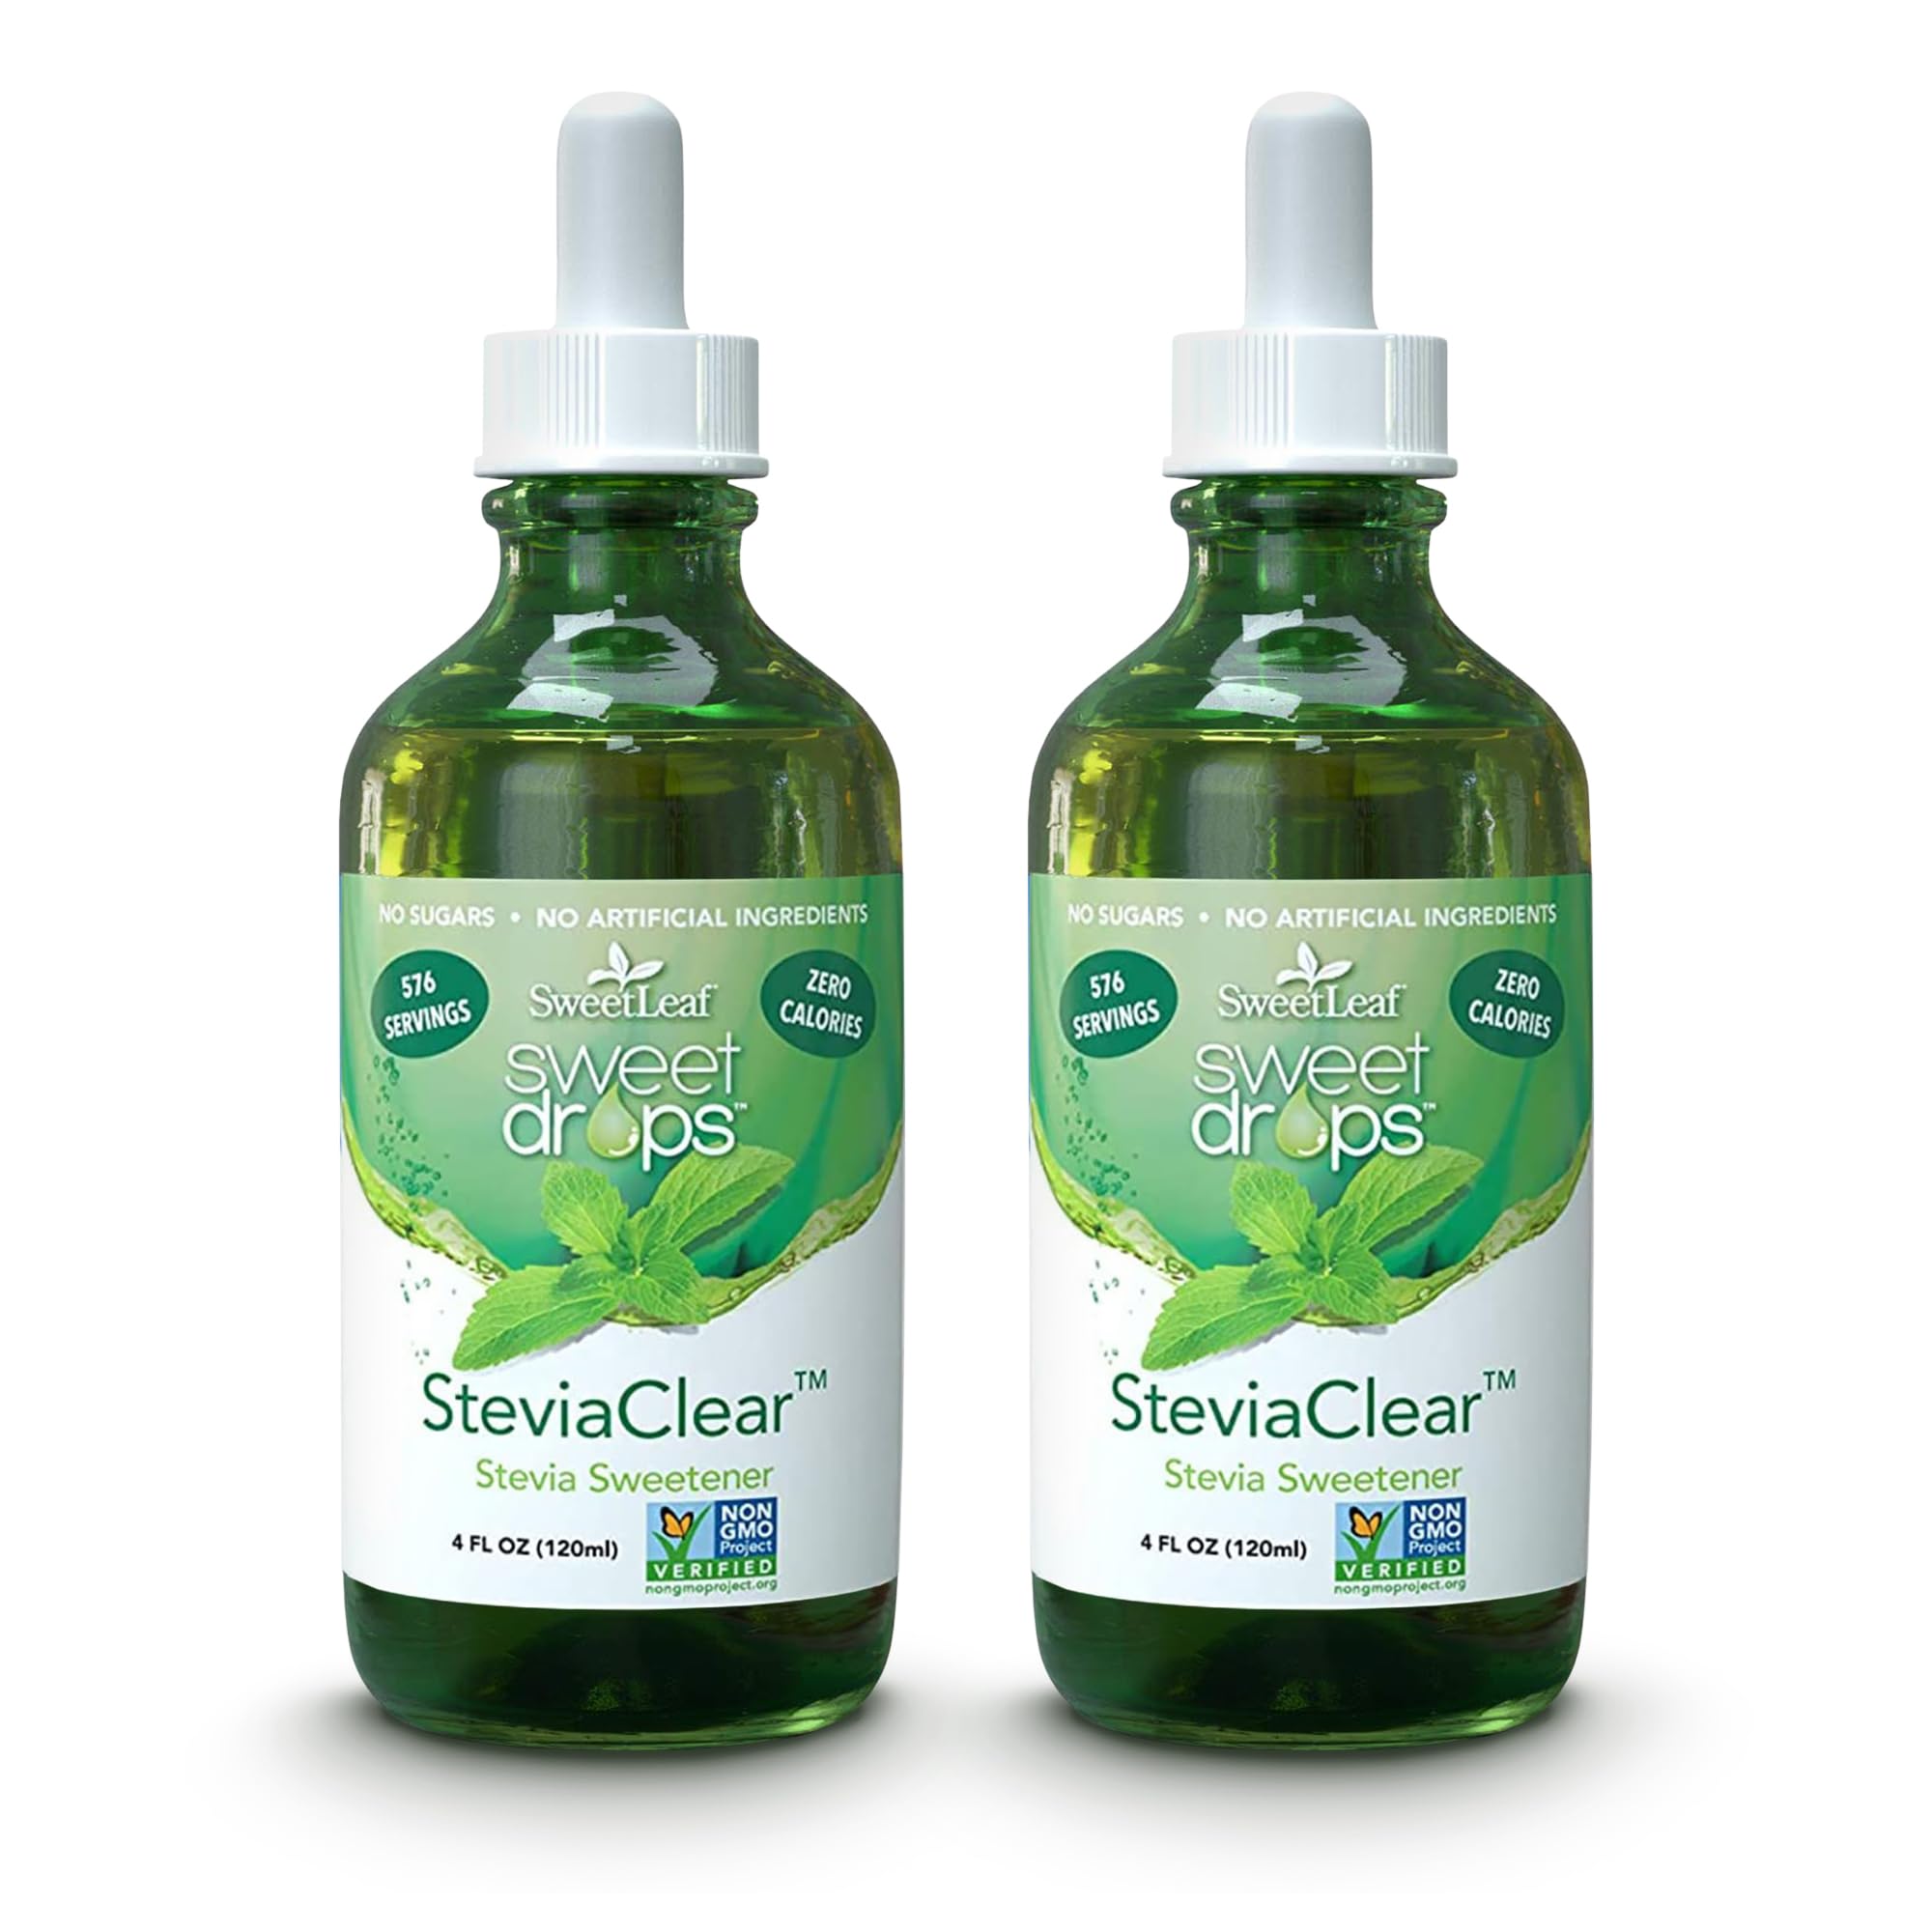 NO SUGARS • NO ARTIFICIAL INGREDIENTS
576
SERVINGS
SweetLeaf
ZERO
CALORIES
sweet
drops™
SteviaClear™
Stevia Sweetener
4 FL OZ (120ml)
NON
GMO
Project
VERIFIED
nongmoproject.org
NO SUGARS • NO ARTIFICIAL INGREDIENTS
576
SERVINGS
SweetLeaf
ZERO
CALORIES
sweet
drops™
SteviaClear™
Stevia Sweetener
4 FL OZ (120ml)
NON
GMO
Project
VERIFIED
nongmoproject.org